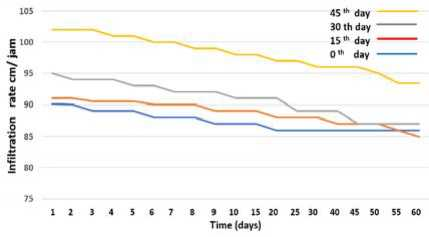 105
100
95
90
85
80
75
Infiltration rate cm/ jam
45 th day
30 th day
15 th day
0 th day
1 2 3 4 5 6 7 8 9 10 15 20 25 30 40 45 50 55 60
Time (days)